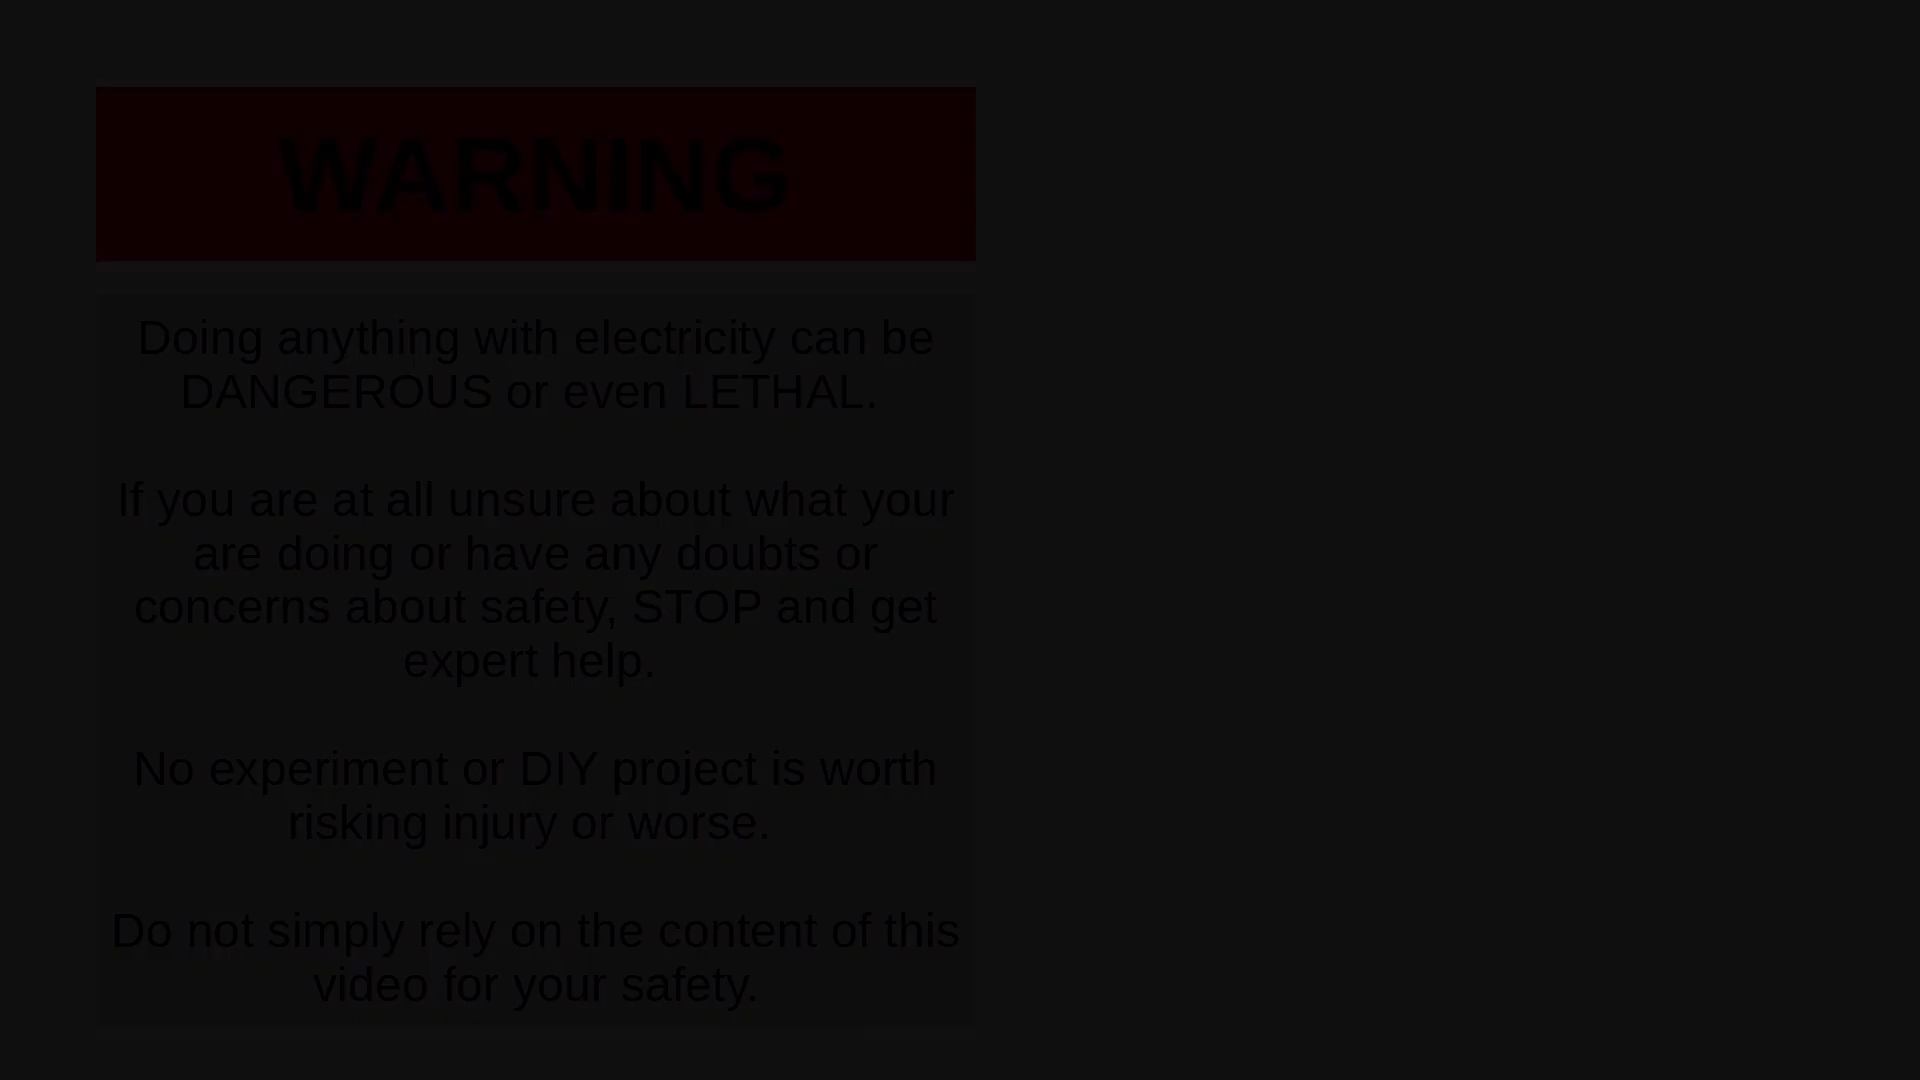 WARNING
Doing anything with electricity can be
DANGEROUS or even LETHAL.
If you are at all unsure about what your
are doing or have any doubts or
concerns about safety, STOP and get
expert help.
No experiment or DIY project is worth
risking injury or worse.
Do not simply rely on the content of this
video for your safety.